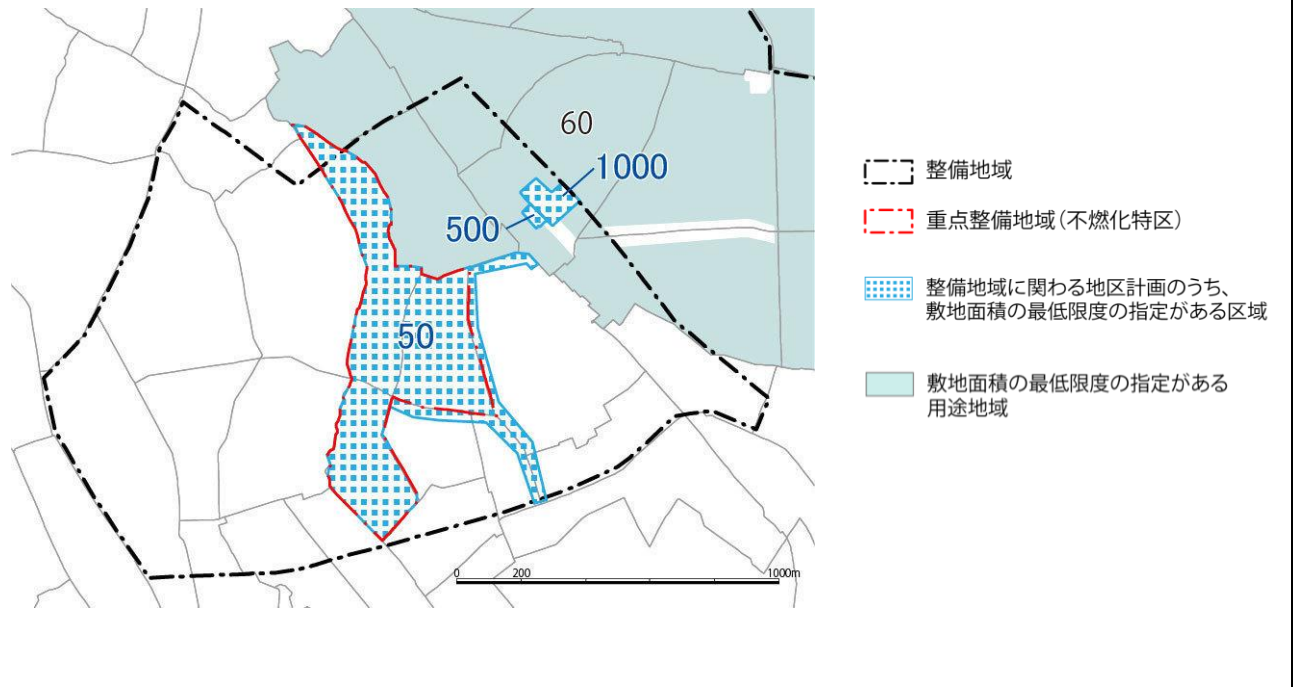 60
1000
500
50
0 200 1000m
整備地域
重点整備地域(不燃化特区)
整備地域に関わる地区計画のうち、
敷地面積の最低限度の指定がある区域
敷地面積の最低限度の指定がある
用途地域